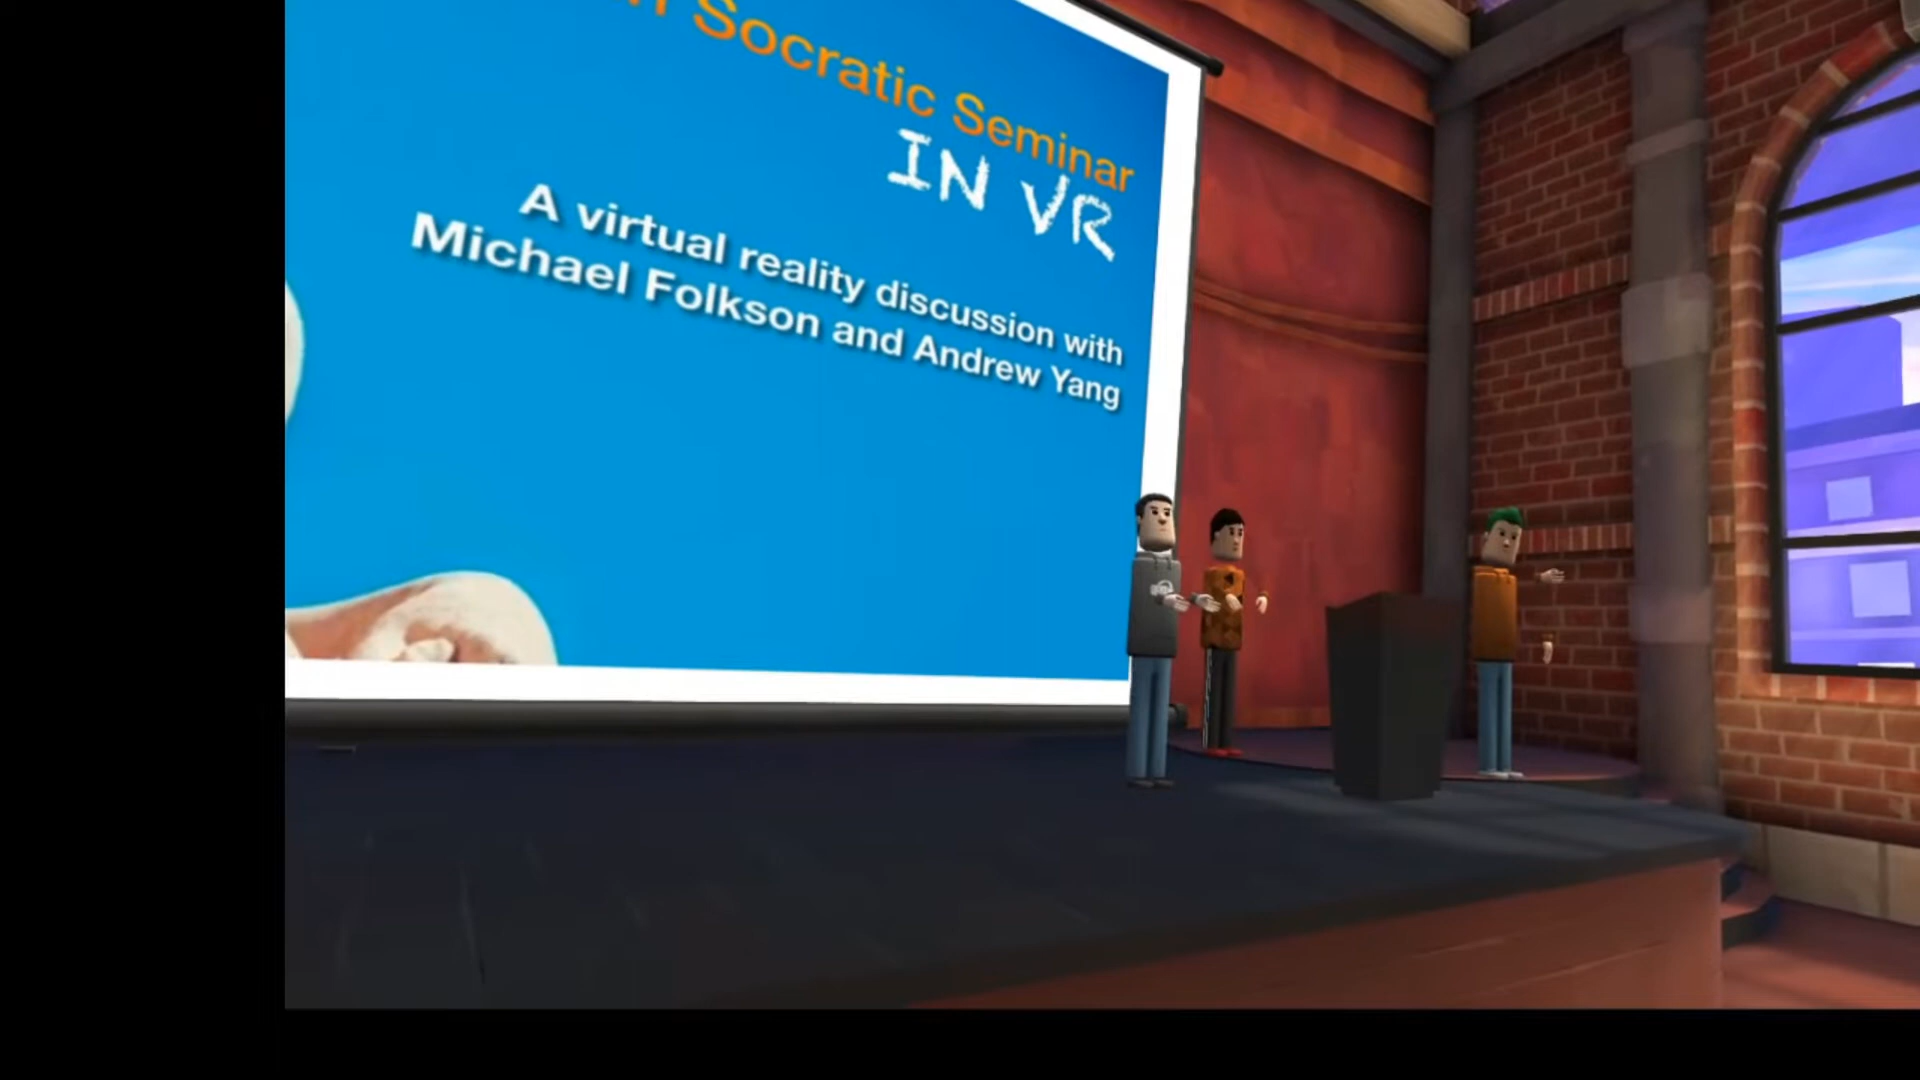 Socratic Seminar
IN VR
A virtual reality discussion with
Michael Folkson and Andrew Yang